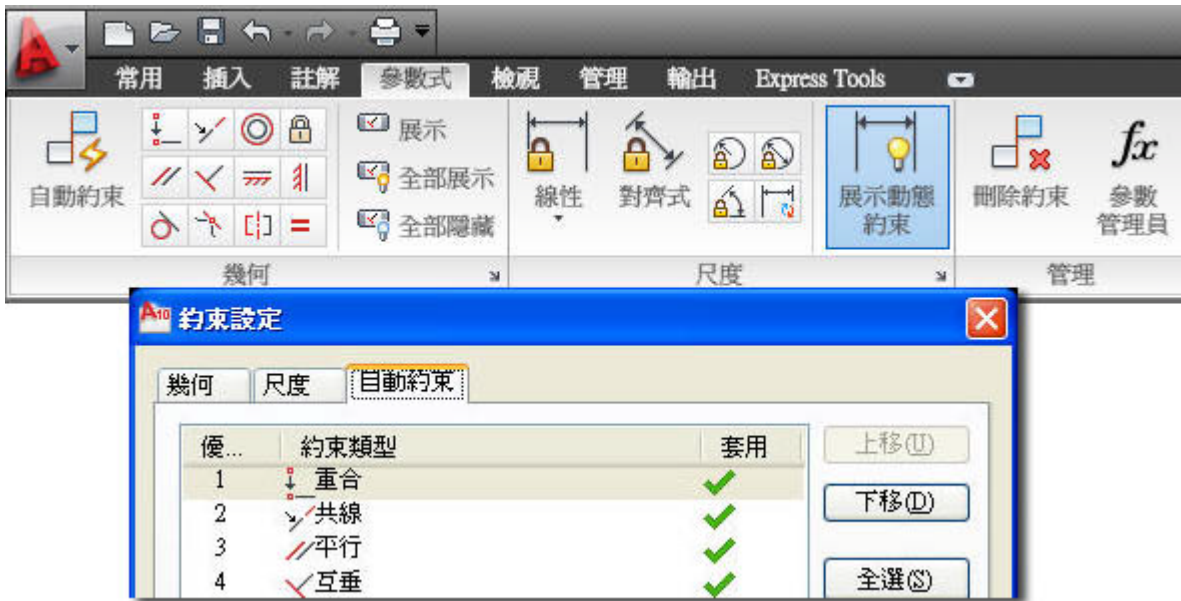 常用 插入 註解 參數式 檢視 管理 輸出 Express Tools
自動約束
展示
全部展示
全部隱藏
線性
對齊式
展示動態
約束
刪除約束
fx
參數
管理員
幾何 尺度 管理
A10 約束設定
幾何 尺度 自動約束
優... 約束類型 套用
1 重合
2 共線
3 平行
4 互垂
上移(U)
下移(D)
全選(S)